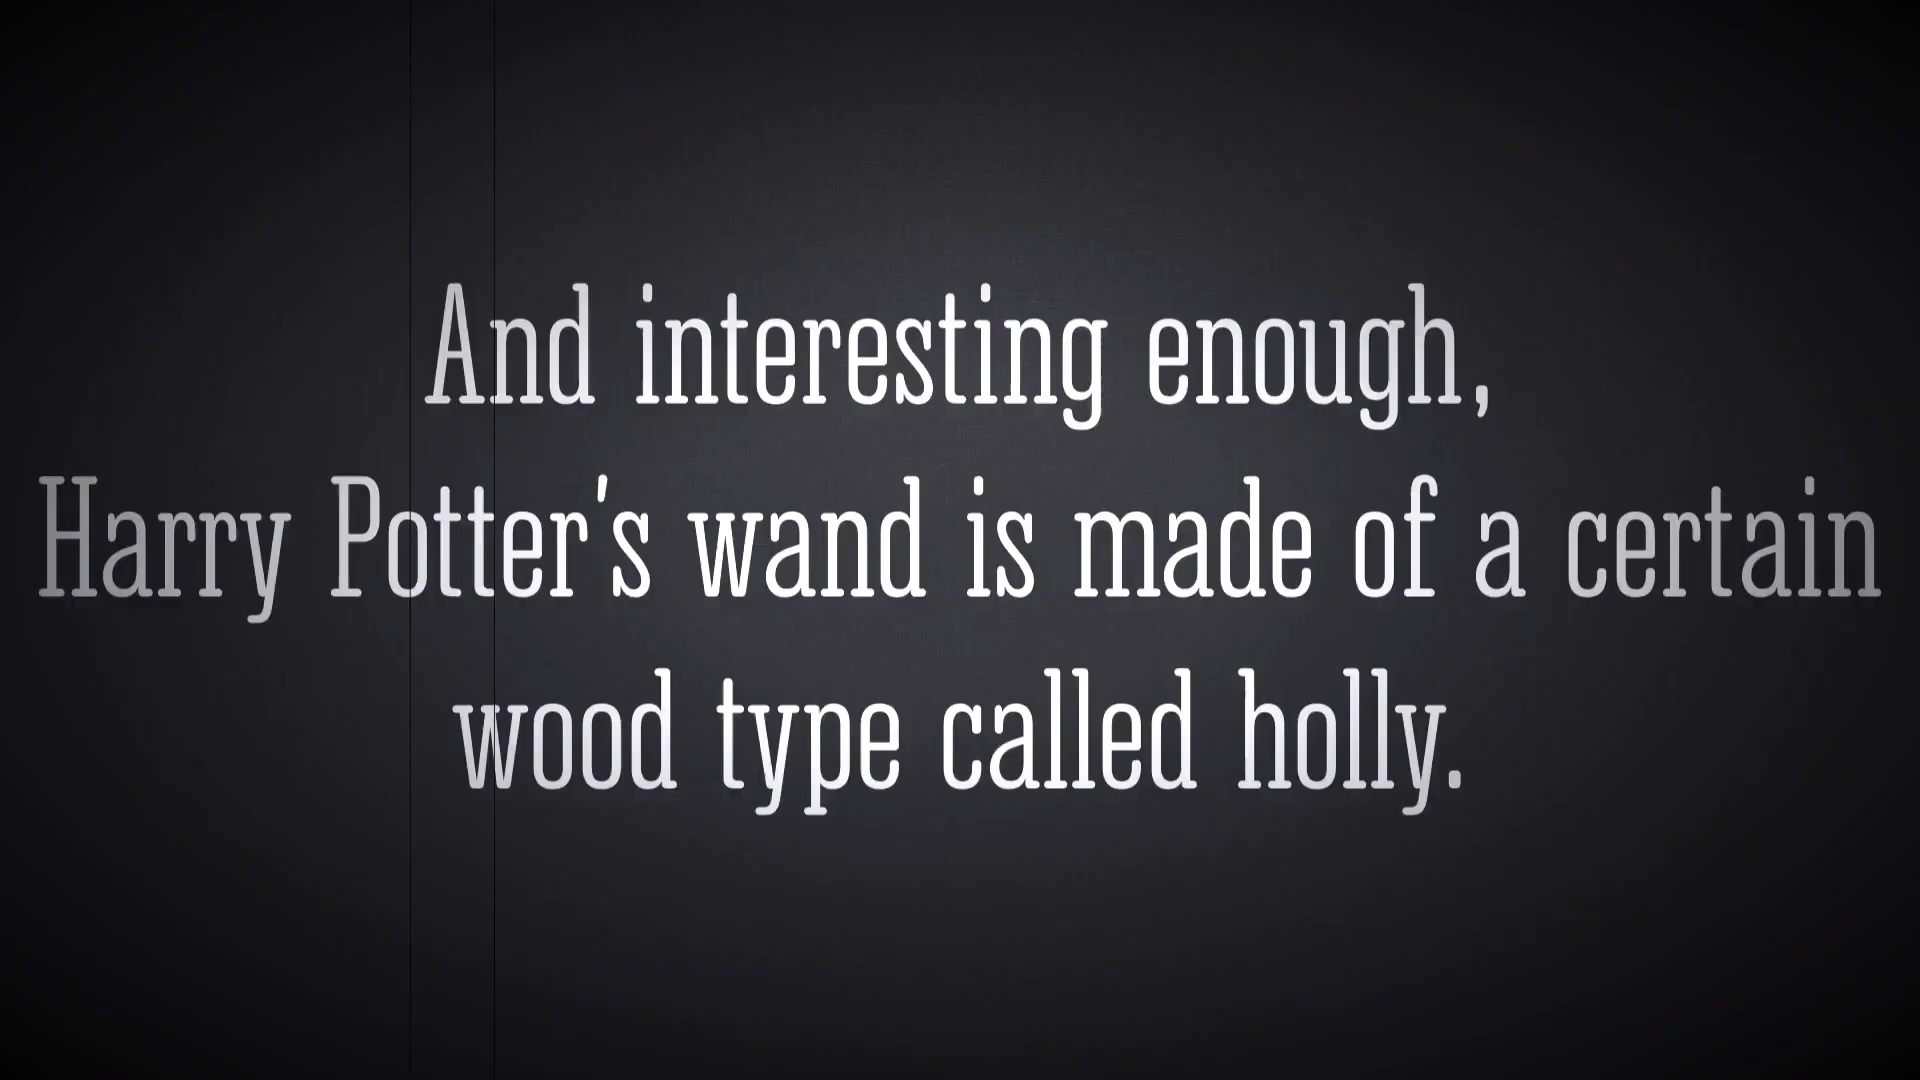 And interesting enough,
Harry Potter's wand is made of a certain
wood type called holly.